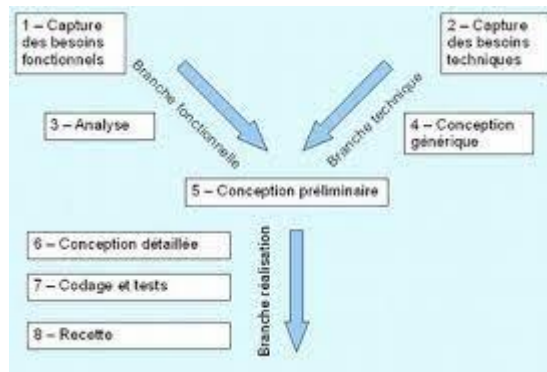 1 – Capture
des besoins
fonctionnels
2 – Capture
des besoins
techniques
Branche fonctionnelle
Branche technique
3 – Analyse
4 – Conception
générique
5 – Conception préliminaire
6 – Conception détaillée
7 – Codage et tests
8 – Recette
Branche réalisation